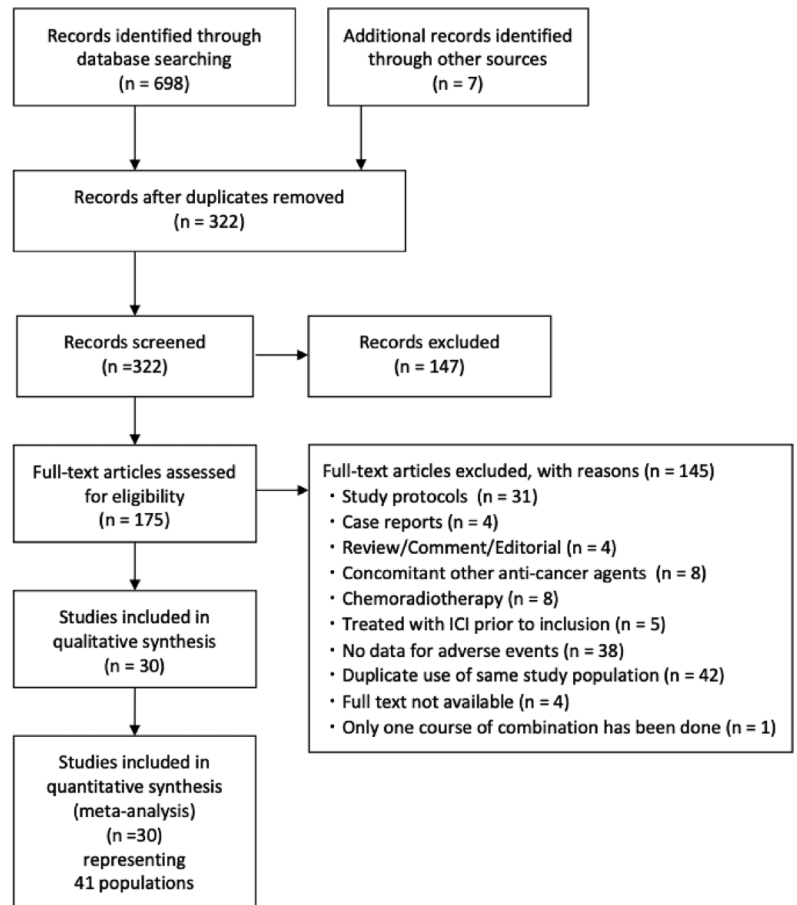 Records identified through
database searching
(n = 698)
Additional records identified
through other sources
(n = 7)
Records after duplicates removed
(n = 322)
Records screened
(n =322)
Records excluded
(n = 147)
Full-text articles assessed
for eligibility
(n = 175)
Full-text articles excluded, with reasons (n = 145)
・Study protocols (n = 31)
・Case reports (n = 4)
・Review/Comment/Editorial (n = 4)
・Concomitant other anti-cancer agents (n = 8)
・Chemoradiotherapy (n = 8)
・Treated with ICI prior to inclusion (n = 5)
・No data for adverse events (n = 38)
・Duplicate use of same study population (n = 42)
・Full text not available (n = 4)
・Only one course of combination has been done (n = 1)
Studies included in
qualitative synthesis
(n = 30)
Studies included in
quantitative synthesis
(meta-analysis)
(n =30)
representing
41 populations